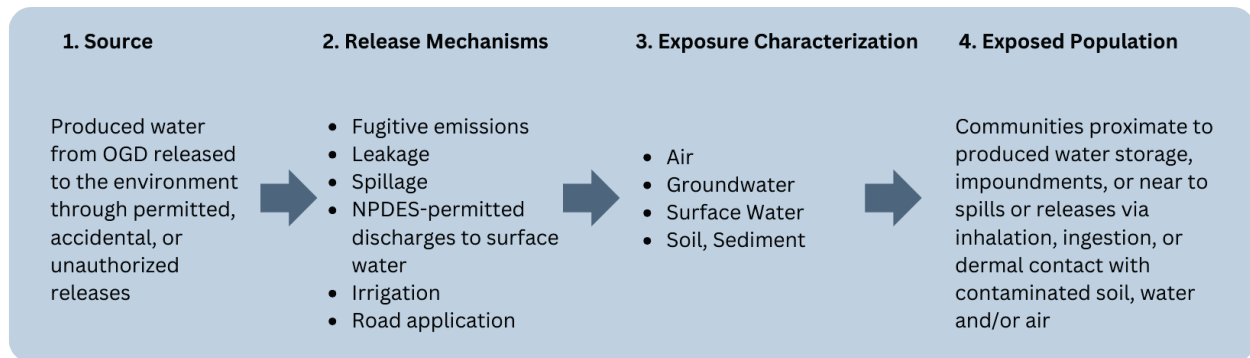 1. Source
Produced water
from OGD released
to the environment
through permitted,
accidental, or
unauthorized
releases
2. Release Mechanisms
• Fugitive emissions
• Leakage
• Spillage
• NPDES-permitted
discharges to surface
water
• Irrigation
• Road application
3. Exposure Characterization
• Air
• Groundwater
• Surface Water
• Soil, Sediment
4. Exposed Population
Communities proximate to
produced water storage,
impoundments, or near to
spills or releases via
inhalation, ingestion, or
dermal contact with
contaminated soil, water
and/or air